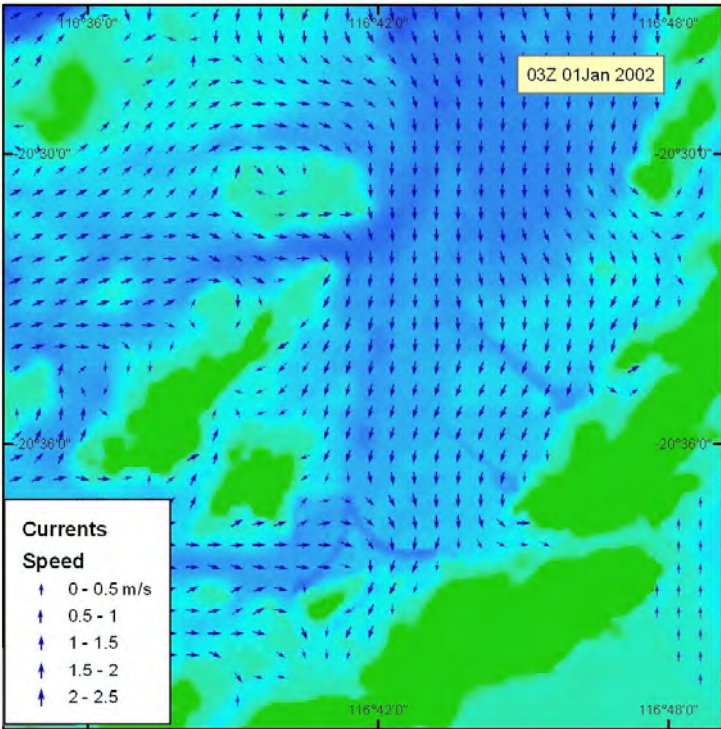 116°36'0" 116°42'0" 116°48'0"
03Z 01Jan 2002
-20°30'0" -20°30'0"
-20°36'0" -20°36'0"
Currents
Speed
0 - 0.5 m/s
0.5 - 1
1 - 1.5
1.5 - 2
2 - 2.5
116°42'0" 116°48'0"